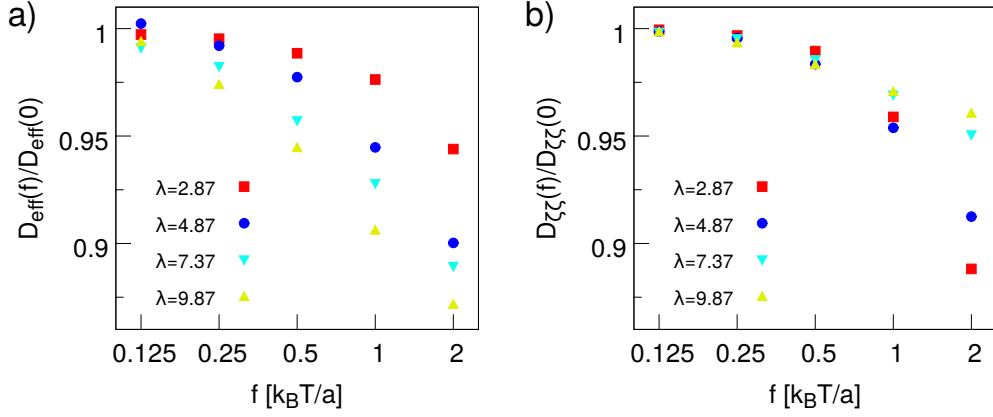 a)
D_eff(f)/D_eff(0)
1
0.95
0.9
λ=2.87
λ=4.87
λ=7.37
λ=9.87
0.125 0.25 0.5 1 2
f [k_BT/a]
b)
D_ζζ(f)/D_ζζ(0)
1
0.95
0.9
λ=2.87
λ=4.87
λ=7.37
λ=9.87
0.125 0.25 0.5 1 2
f [k_BT/a]